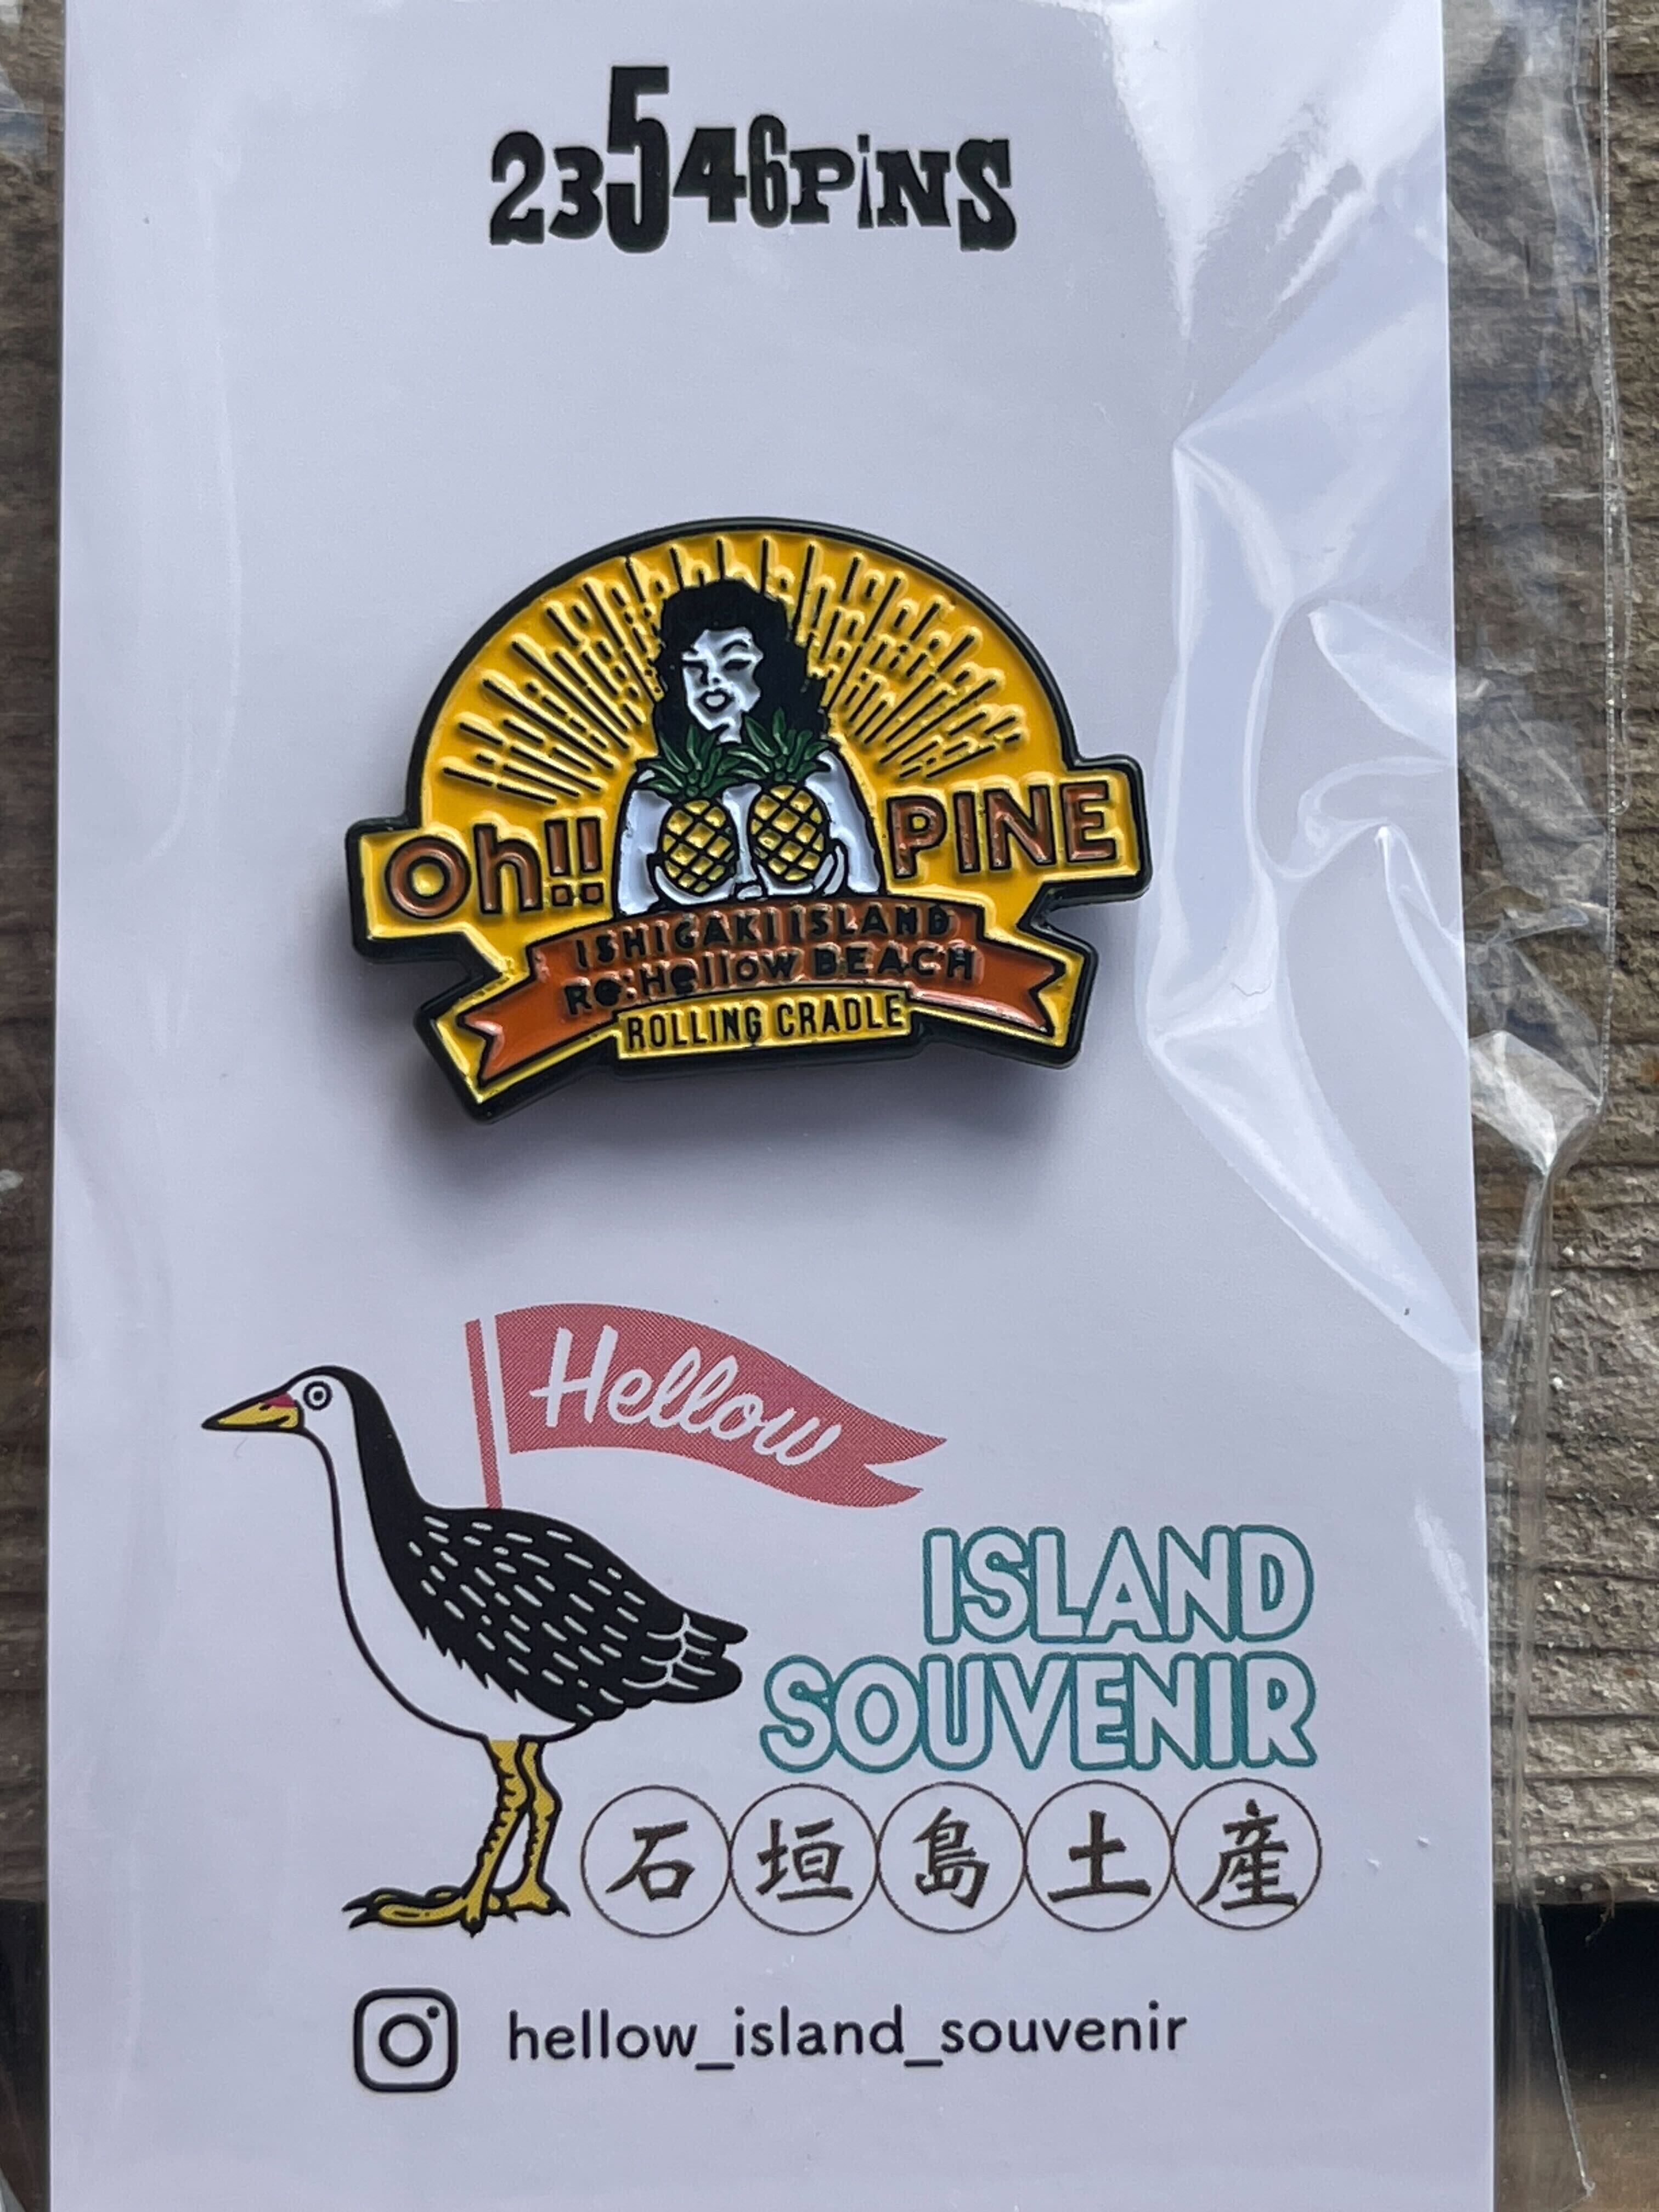 23546PiNS
Oh!! PINE
ISHIGAKI ISLAND
Re:Hellow BEACH
ROLLING CRADLE
Hellow
ISLAND
SOUVENIR
石垣島土産
hellow_island_souvenir